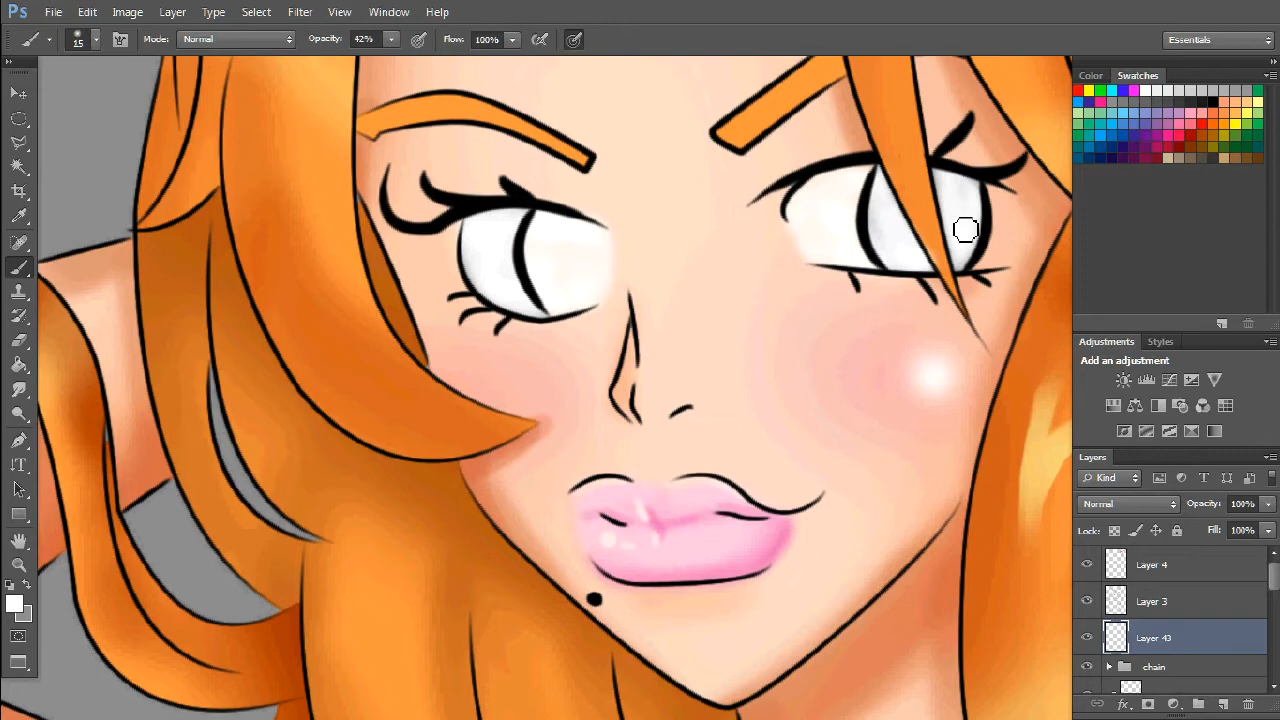 Ps File Edit Image Layer Type Select Filter View Window Help
15 Mode: Normal Opacity: 42% Flow: 100% Essentials
Color Swatches
Adjustments Styles
Add an adjustment
Layers
Kind
Normal Opacity: 100%
Lock: Fill: 100%
Layer 4
Layer 3
Layer 43
chain